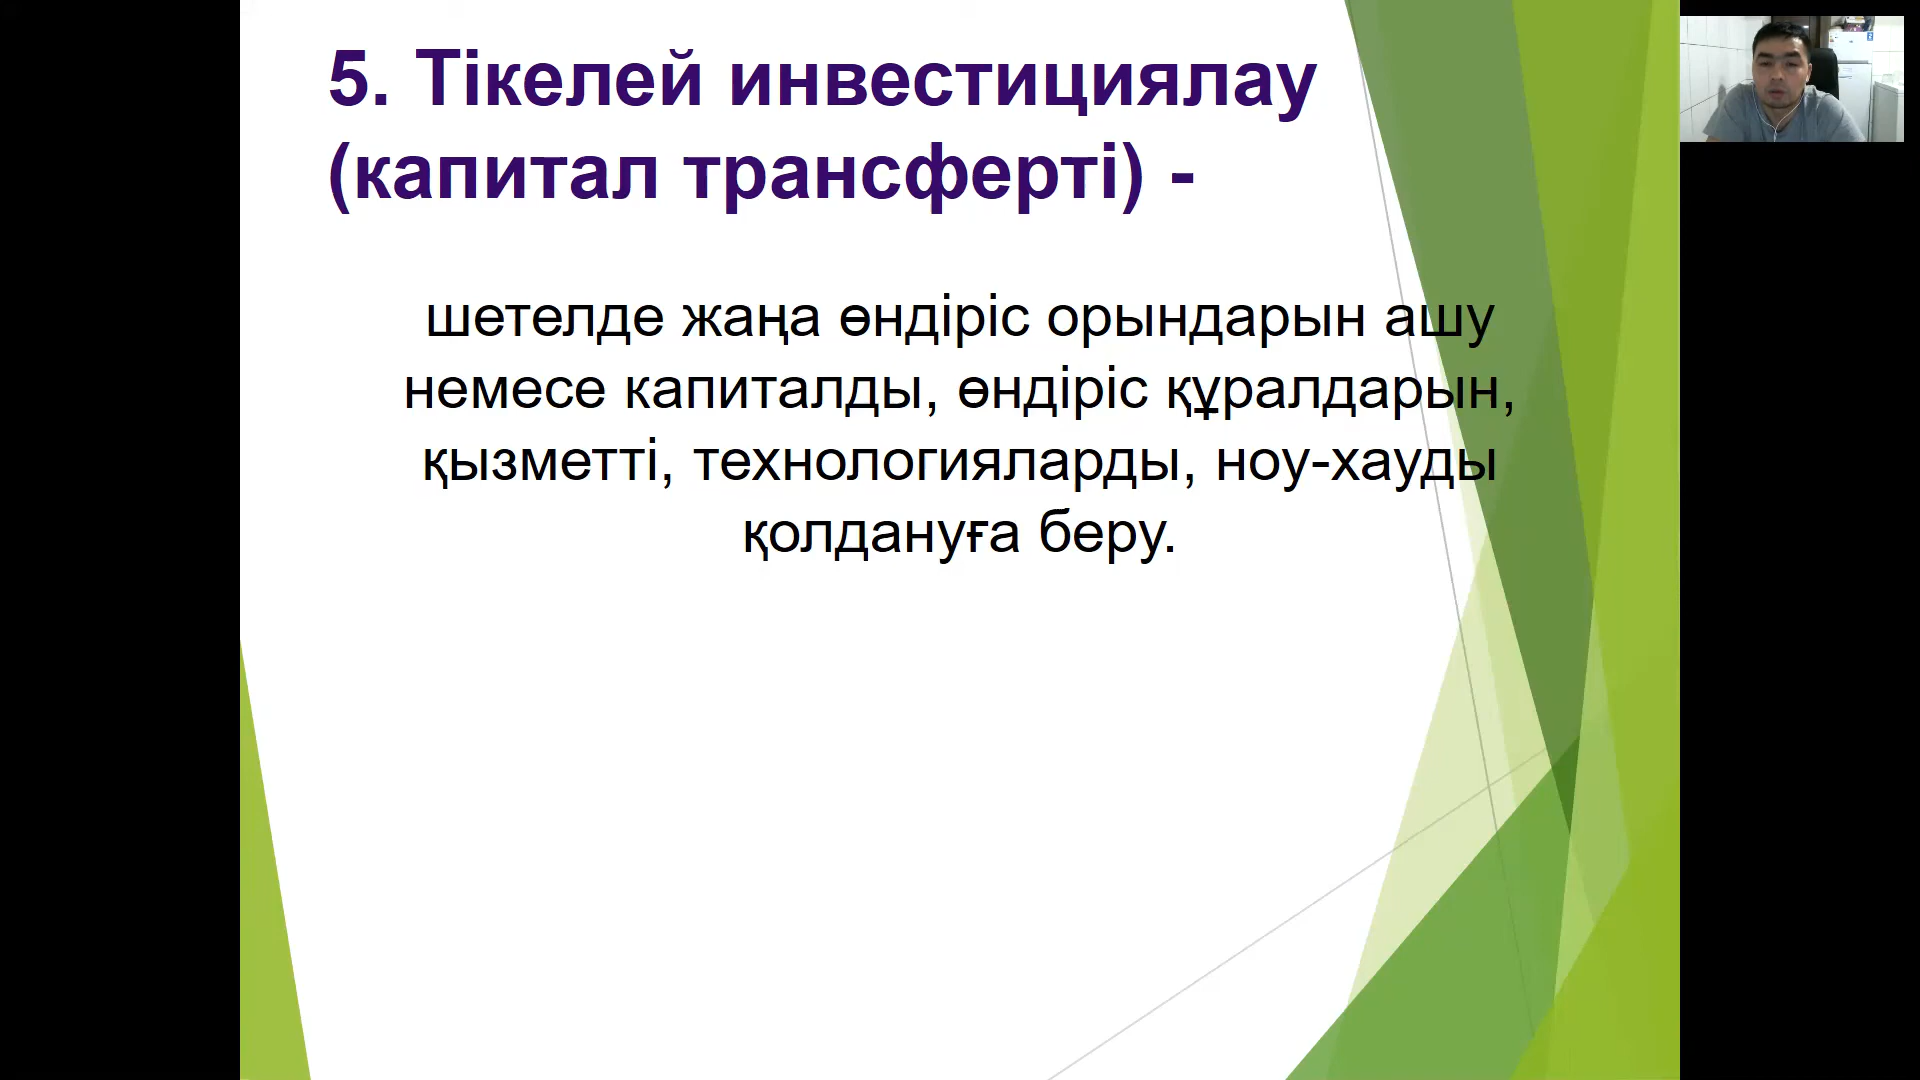 5. Тікелей инвестициялау
(капитал трансферті) -
шетелде жаңа өндіріс орындарын ашу
немесе капиталды, өндіріс құралдарын,
қызметті, технологияларды, ноу-хауды
қолдануға беру.